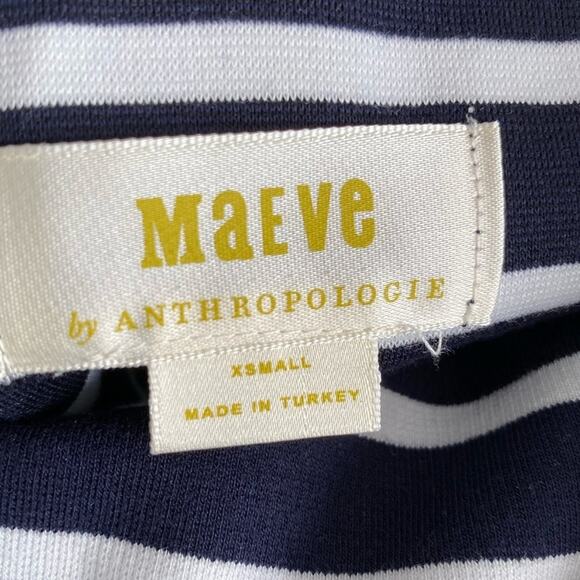 MaEVe
by ANTHROPOLOGIE
XSMALL
MADE IN TURKEY